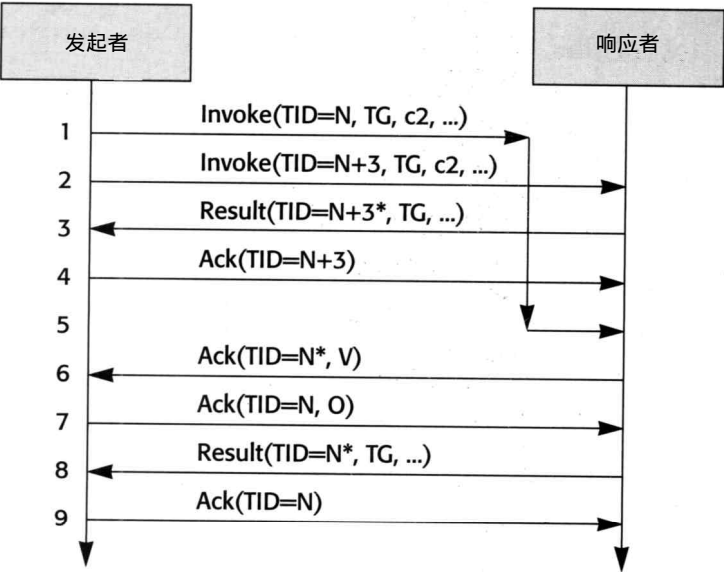 发起者
响应者
1 Invoke(TID=N, TG, c2, ...)
2 Invoke(TID=N+3, TG, c2, ...)
3 Result(TID=N+3*, TG, ...)
4 Ack(TID=N+3)
5
6 Ack(TID=N*, V)
7 Ack(TID=N, O)
8 Result(TID=N*, TG, ...)
9 Ack(TID=N)